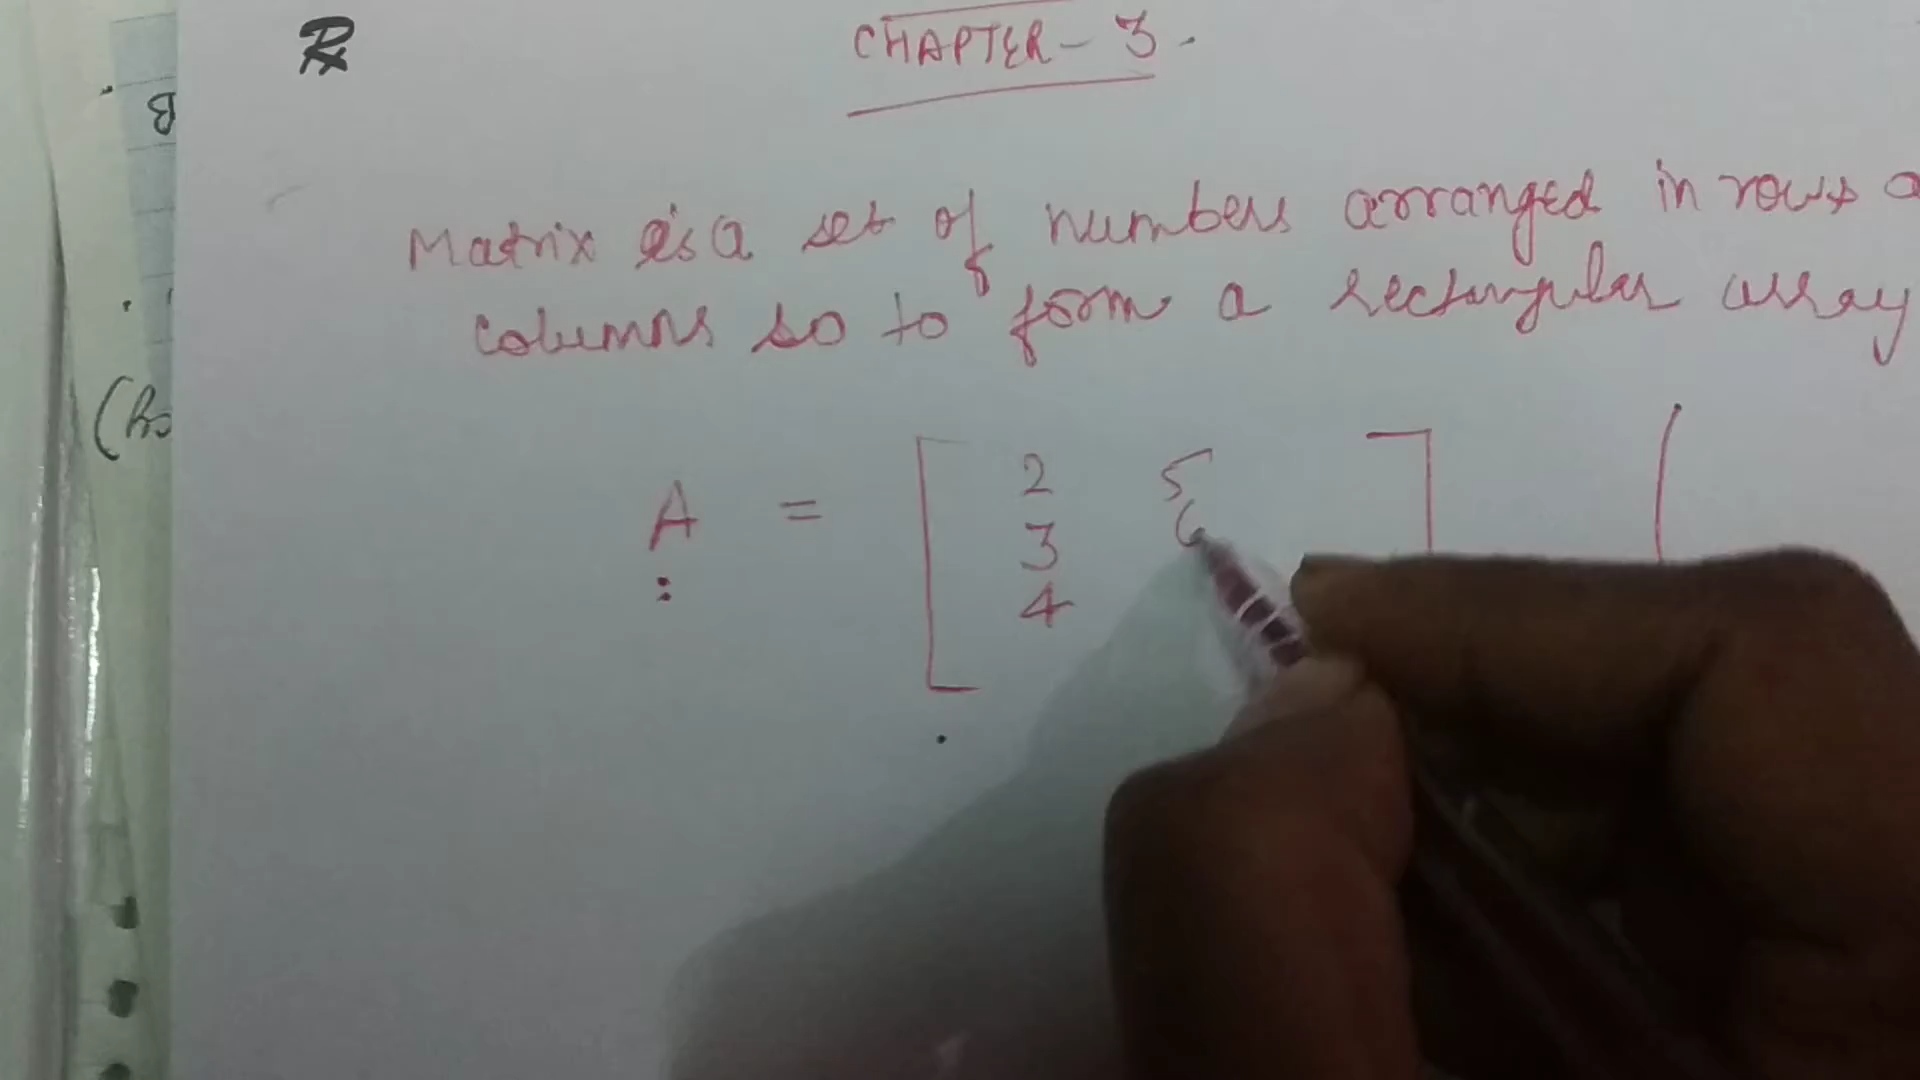 CHAPTER - 3.
Matrix is a set of numbers arranged in rows
columns so to form a rectangular array
A = [ 2 5 ] (
3 6
4